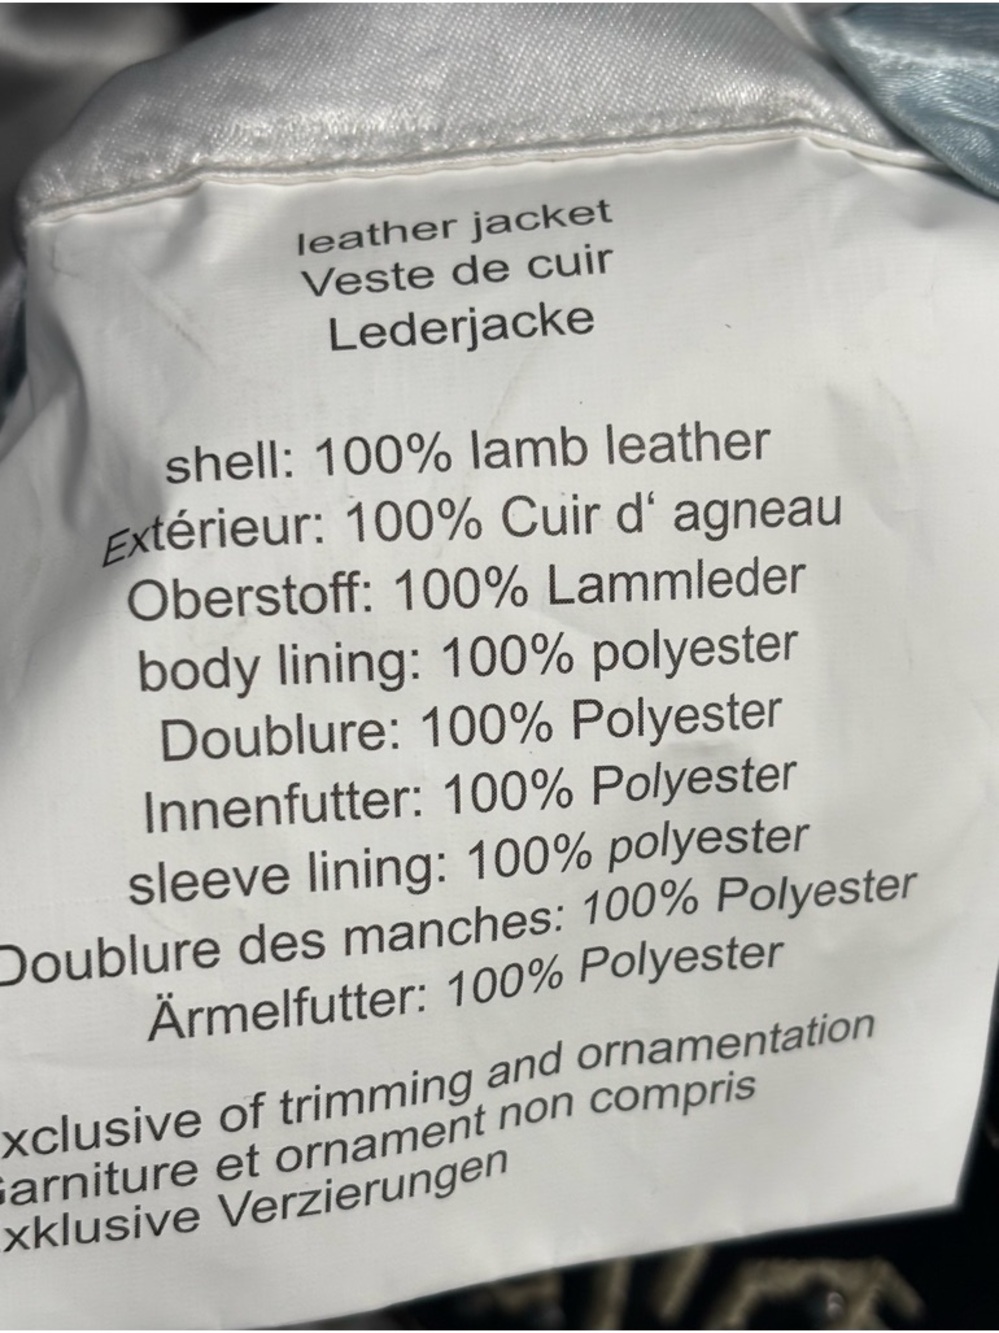 leather jacket
Veste de cuir
Lederjacke
shell: 100% lamb leather
Extérieur: 100% Cuir d‘ agneau
Oberstoff: 100% Lammleder
body lining: 100% polyester
Doublure: 100% Polyester
Innenfutter: 100% Polyester
sleeve lining: 100% polyester
Doublure des manches: 100% Polyester
Ärmelfutter: 100% Polyester
xclusive of trimming and ornamentation
arniture et ornament non compris
xklusive Verzierungen